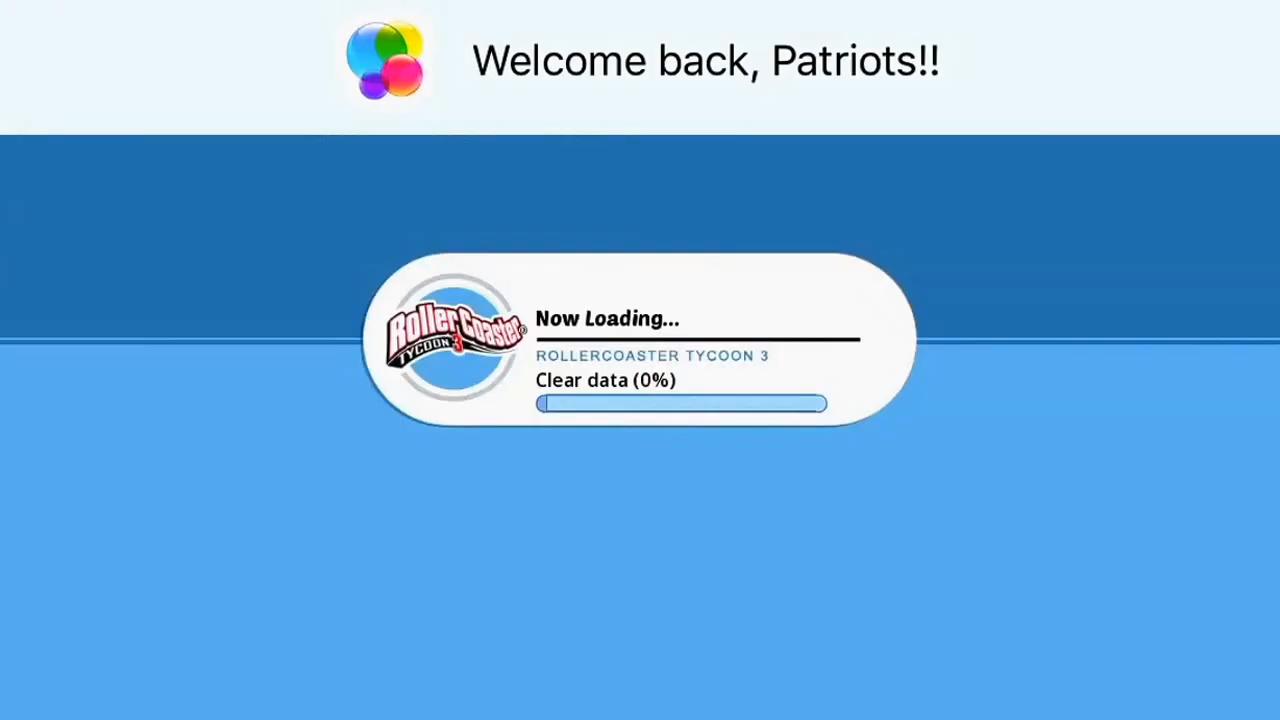 Welcome back, Patriots!!
RollerCoaster®
TYCOON 3
Now Loading...
ROLLERCOASTER TYCOON 3
Clear data (0%)